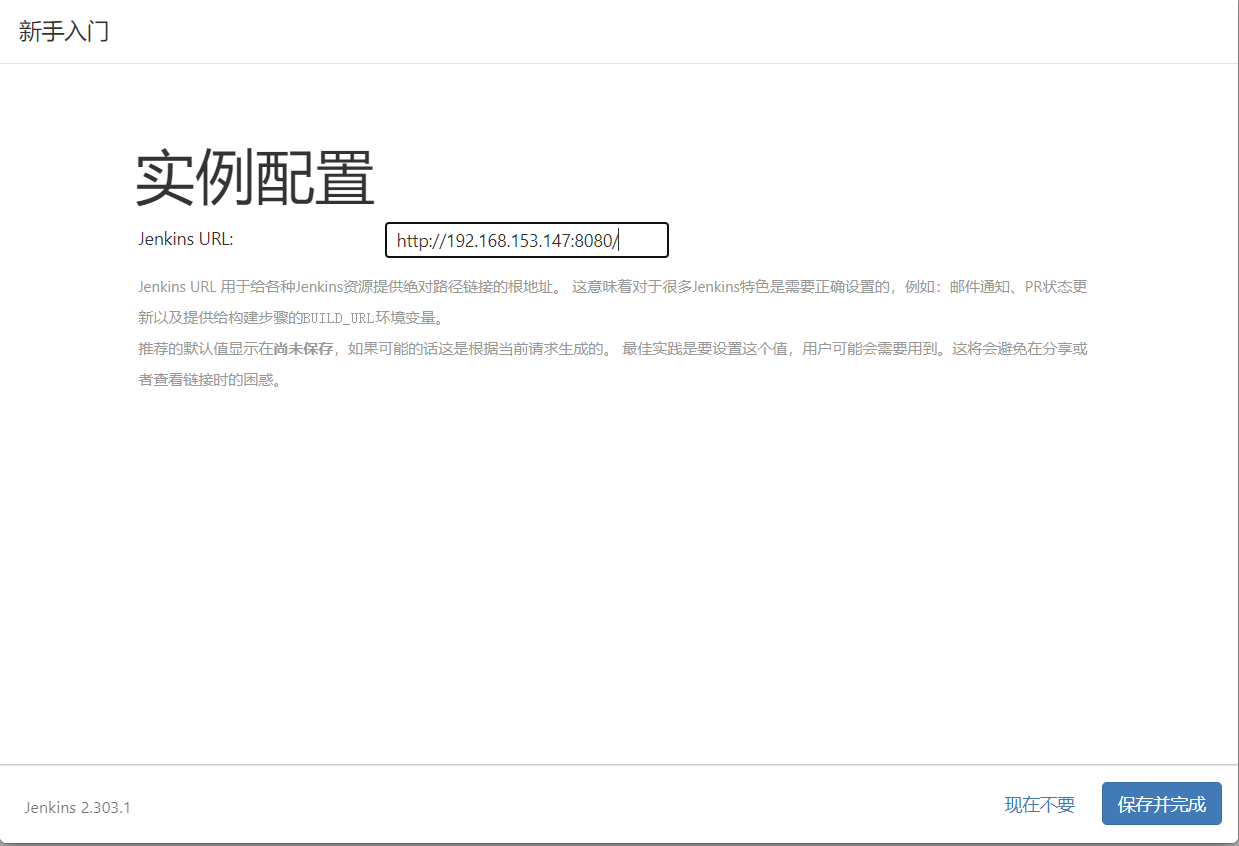 新手入门
实例配置
Jenkins URL: http://192.168.153.147:8080/
Jenkins URL 用于给各种Jenkins资源提供绝对路径链接的根地址。 这意味着对于很多Jenkins特色是需要正确设置的，例如：邮件通知、PR状态更
新以及提供给构建步骤的BUILD_URL环境变量。
推荐的默认值显示在尚未保存，如果可能的话这是根据当前请求生成的。 最佳实践是要设置这个值，用户可能会需要用到。这将会避免在分享或
者查看链接时的困惑。
Jenkins 2.303.1 现在不要 保存并完成